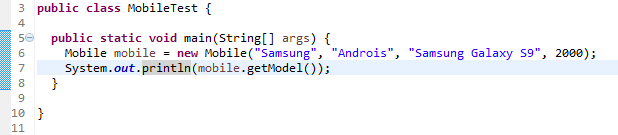 3 public class MobileTest {
4
5 public static void main(String[] args) {
6 Mobile mobile = new Mobile("Samsung", "Androis", "Samsung Galaxy S9", 2000);
7 System.out.println(mobile.getModel());
8 }
9
10 }
11